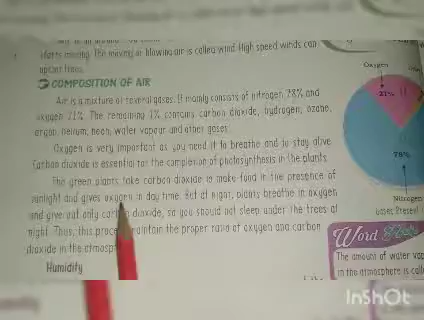 starts moving. The moving or blowing air is called wind. High speed winds can
uproot trees.
COMPOSITION OF AIR
Air is a mixture of several gases. It mainly consists of nitrogen 78% and
oxygen 21%. The remaining 1% contains carbon dioxide, hydrogen, ozone,
argon, helium, neon, water vapour and other gases.
Oxygen is very important as you need it to breathe and to stay alive.
Carbon dioxide is essential for the completion of photosynthesis in the plants.
The green plants take carbon dioxide to make food in the presence of
sunlight and gives oxygen in day time. But at night, plants breathe in oxygen
and give out only carbon dioxide, so you should not sleep under the trees at
night. Thus, this maintain the proper ratio of oxygen and carbon
dioxide in the
Humidity
Oxygen
21%
78%
Nitrogen
Gases Present
Word
The amount of water
in the atmosphere is
InShOt